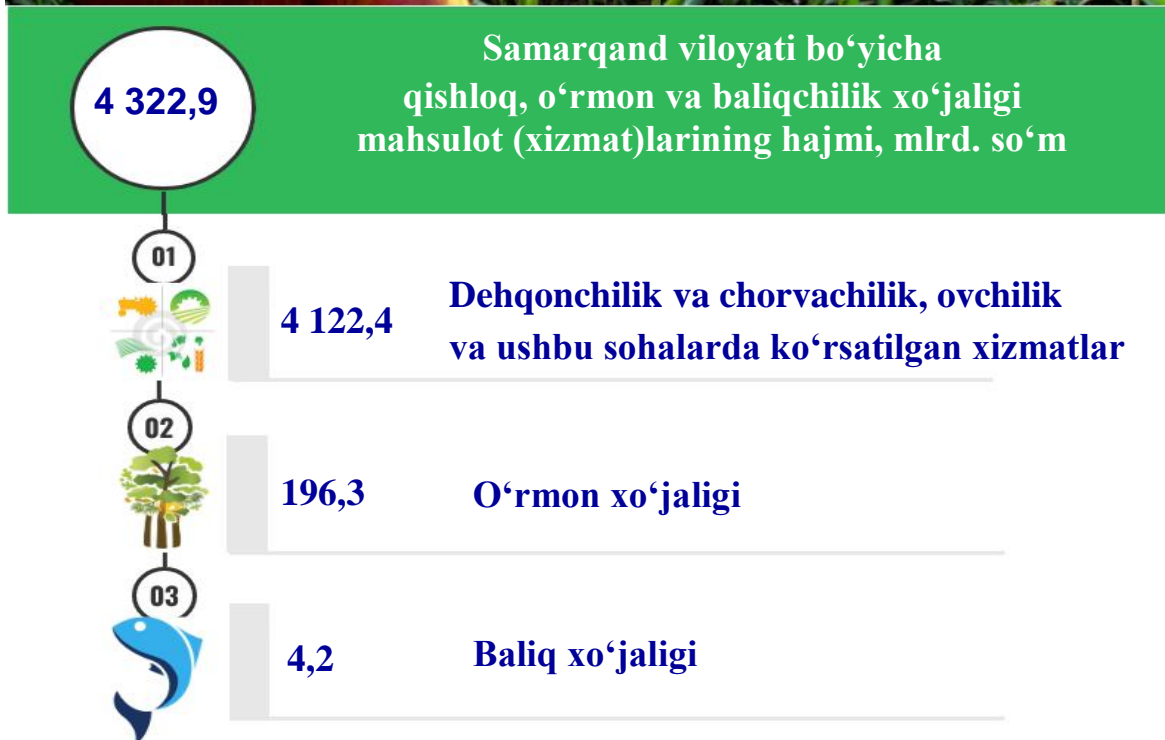 4 322,9
Samarqand viloyati bo‘yicha
qishloq, o‘rmon va baliqchilik xo‘jaligi
mahsulot (xizmat)larining hajmi, mlrd. so‘m
01
4 122,4
Dehqonchilik va chorvachilik, ovchilik
va ushbu sohalarda ko‘rsatilgan xizmatlar
02
196,3
O‘rmon xo‘jaligi
03
4,2
Baliq xo‘jaligi